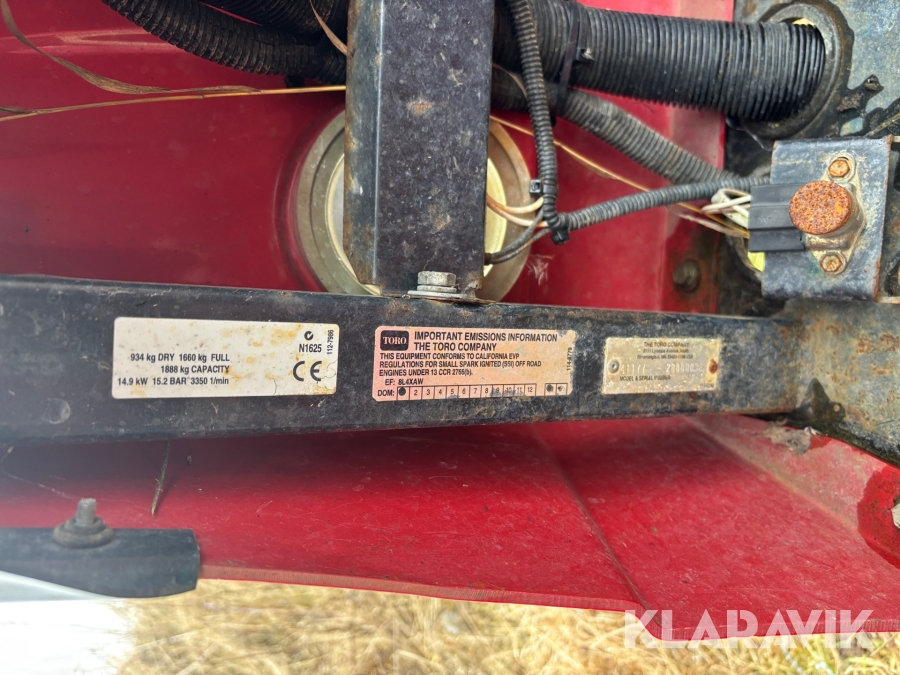 934 kg DRY 1660 kg FULL
1888 kg CAPACITY
14.9 kW 15.2 BAR 3350 1/min
N1625
112-7986
CE
TORO
IMPORTANT EMISSIONS INFORMATION
THE TORO COMPANY
THIS EQUIPMENT CONFORMS TO CALIFORNIA EVP
REGULATIONS FOR SMALL SPARK IGNITED (SSI) OFF ROAD
ENGINES UNDER 13 CCR 2766(b).
EF: 8L4XAW
DOM: 2 3 4 5 6 7 8 9 10 11 12
THE TORO COMPANY
MODEL & SERIAL
KLARAVIK